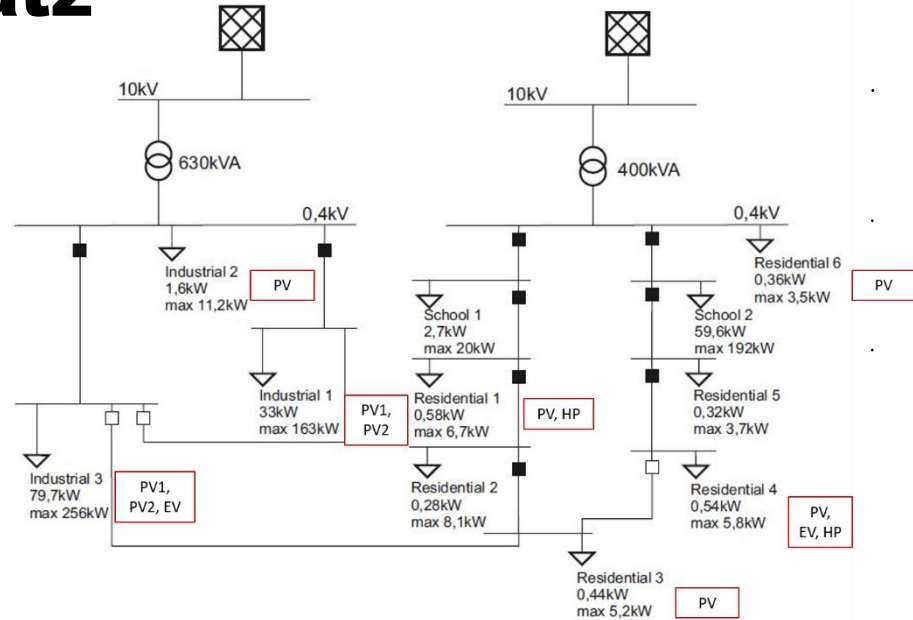 10kV
630kVA
0,4kV
Industrial 2
1,6kW
max 11,2kW
PV
Industrial 1
33kW
max 163kW
PV1,
PV2
Industrial 3
79,7kW
max 256kW
PV1,
PV2, EV
10kV
400kVA
0,4kV
Residential 6
0,36kW
max 3,5kW
PV
School 1
2,7kW
max 20kW
School 2
59,6kW
max 192kW
Residential 1
0,58kW
max 6,7kW
PV, HP
Residential 5
0,32kW
max 3,7kW
Residential 2
0,28kW
max 8,1kW
Residential 4
0,54kW
max 5,8kW
PV,
EV, HP
Residential 3
0,44kW
max 5,2kW
PV